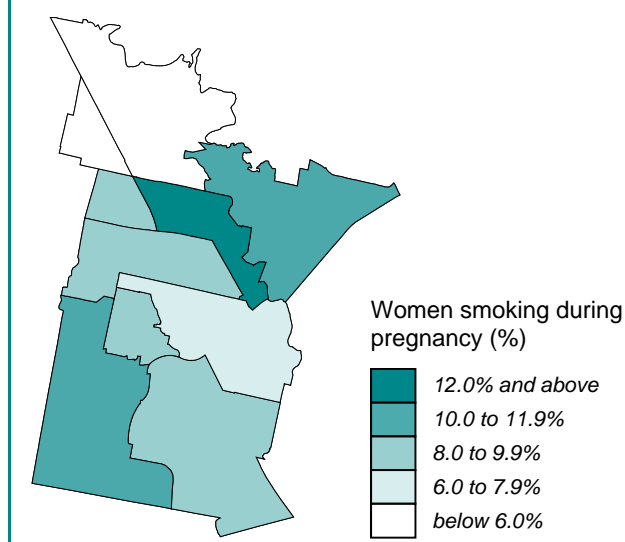 Women smoking during
pregnancy (%)
12.0% and above
10.0 to 11.9%
8.0 to 9.9%
6.0 to 7.9%
below 6.0%